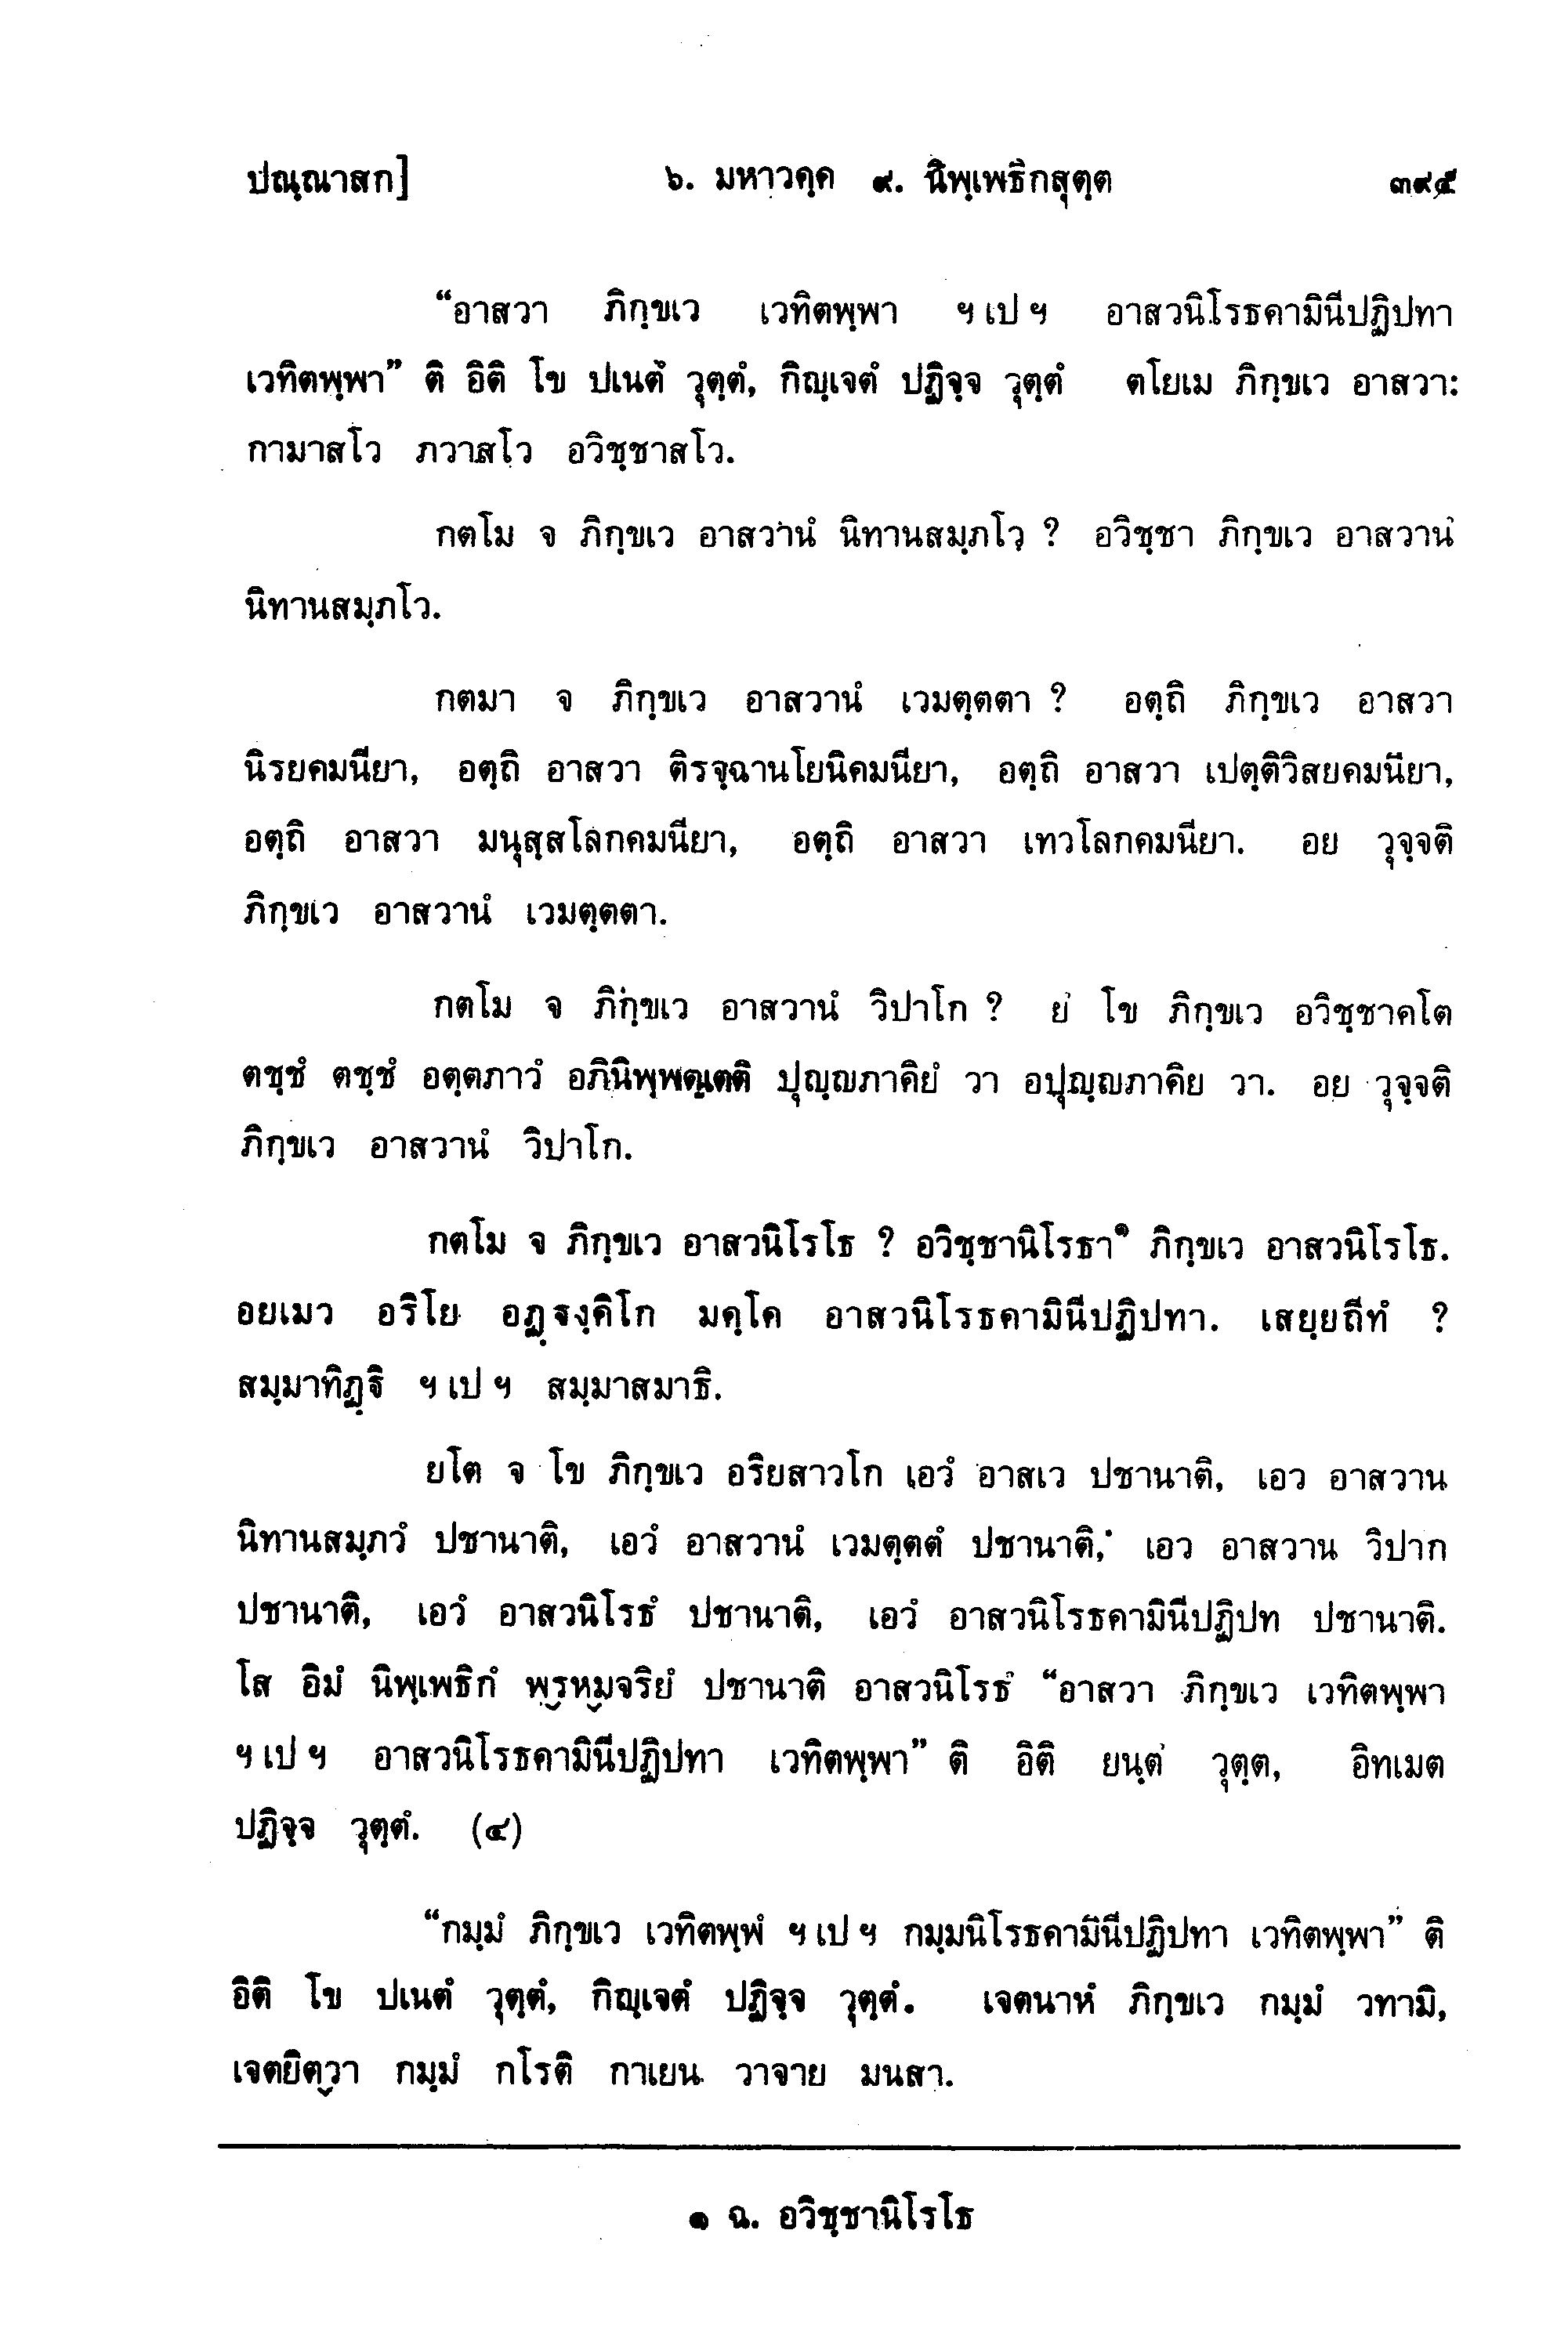 ปณฺณาสก] ๖. มหาวคฺค ๙. นิพฺเพธิกสุตฺต ๓๙๕
“อาสวา ภิกฺขเว เวทิตพฺพา ฯ เป ฯ อาสวนิโรธคามินีปฏิปทา
เวทิตพฺพา” ติ อิติ โข ปเนตํ วุตฺตํ, กิญฺเจตํ ปฏิจฺจ วุตฺตํ ตโยเม ภิกฺขเว อาสวา:
กามาสโว ภวาสโว อวิชฺชาสโว.
กตโม จ ภิกฺขเว อาสวานํ นิทานสมฺภโว ? อวิชฺชา ภิกฺขเว อาสวานํ
นิทานสมฺภโว.
กตมา จ ภิกฺขเว อาสวานํ เวมตฺตตา ? อตฺถิ ภิกฺขเว อาสวา
นิรยคมนียา, อตฺถิ อาสวา ติรจฺฉานโยนิคมนียา, อตฺถิ อาสวา เปตฺติวิสยคมนียา,
อตฺถิ อาสวา มนุสฺสโลกคมนียา, อตฺถิ อาสวา เทวโลกคมนียา. อย วุจฺจติ
ภิกฺขเว อาสวานํ เวมตฺตตา.
กตโม จ ภิกฺขเว อาสวานํ วิปาโก ? ยํ โข ภิกฺขเว อวิชฺชาคโต
ตชฺชํ ตชฺชํ อตฺตภาวํ อภินิพฺพตฺเตติ ปุญฺญภาคิยํ วา อปุญฺญภาคิย วา. อย วุจฺจติ
ภิกฺขเว อาสวานํ วิปาโก.
กตโม จ ภิกฺขเว อาสวนิโรโธ ? อวิชฺชานิโรธา๑ ภิกฺขเว อาสวนิโรโธ.
อยเมว อริโย อฏฺฐงฺคิโก มคฺโค อาสวนิโรธคามินีปฏิปทา. เสยฺยถีทํ ?
สมฺมาทิฏฺฐิ ฯ เป ฯ สมฺมาสมาธิ.
ยโต จ โข ภิกฺขเว อริยสาวโก เอวํ อาสเว ปชานาติ, เอว อาสวาน
นิทานสมฺภวํ ปชานาติ, เอวํ อาสวานํ เวมตฺตตํ ปชานาติ, เอว อาสวาน วิปาก
ปชานาติ, เอวํ อาสวนิโรธํ ปชานาติ, เอวํ อาสวนิโรธคามินีปฏิปท ปชานาติ.
โส อิมํ นิพฺเพธิกํ พฺรหฺมจริยํ ปชานาติ อาสวนิโรธํ “อาสวา ภิกฺขเว เวทิตพฺพา
ฯ เป ฯ อาสวนิโรธคามินีปฏิปทา เวทิตพฺพา” ติ อิติ ยนฺตํ วุตฺต, อิทเมต
ปฏิจฺจ วุตฺตํ. (๔)
“กมฺมํ ภิกฺขเว เวทิตพฺพํ ฯ เป ฯ กมฺมนิโรธคามินีปฏิปทา เวทิตพฺพา” ติ
อิติ โข ปเนตํ วุตฺตํ, กิญฺเจตํ ปฏิจฺจ วุตฺตํ. เจตนาหํ ภิกฺขเว กมฺมํ วทามิ,
เจตยิตฺวา กมฺมํ กโรติ กาเยน วาจาย มนสา.
๑ ฉ. อวิชฺชานิโรโธ